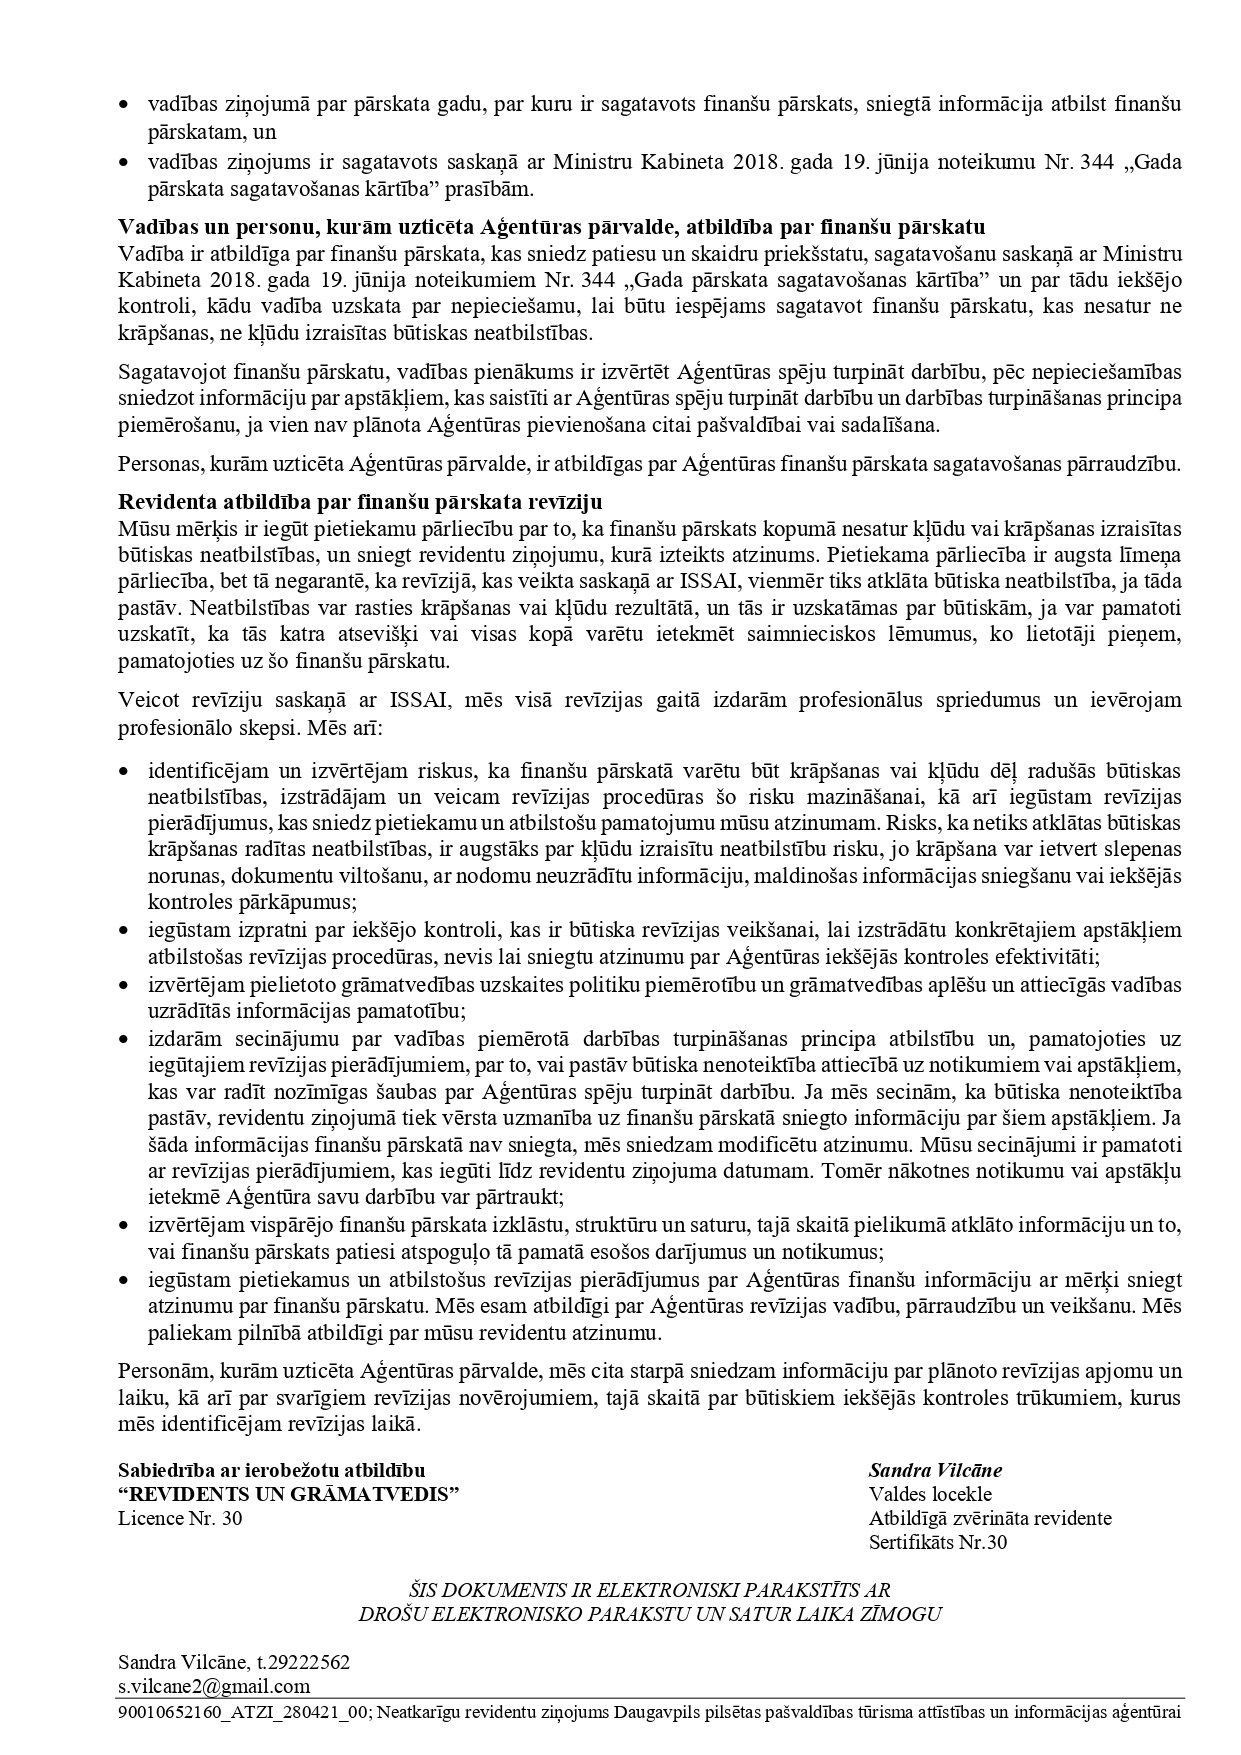 • vadības ziņojumā par pārskata gadu, par kuru ir sagatavots finanšu pārskats, sniegtā informācija atbilst finanšu
pārskatam, un
• vadības ziņojums ir sagatavots saskaņā ar Ministru Kabineta 2018. gada 19. jūnija noteikumu Nr. 344 „Gada
pārskata sagatavošanas kārtība” prasībām.
Vadības un personu, kurām uzticēta Aģentūras pārvalde, atbildība par finanšu pārskatu
Vadība ir atbildīga par finanšu pārskata, kas sniedz patiesu un skaidru priekšstatu, sagatavošanu saskaņā ar Ministru
Kabineta 2018. gada 19. jūnija noteikumiem Nr. 344 „Gada pārskata sagatavošanas kārtība” un par tādu iekšējo
kontroli, kādu vadība uzskata par nepieciešamu, lai būtu iespējams sagatavot finanšu pārskatu, kas nesatur ne
krāpšanas, ne kļūdu izraisītas būtiskas neatbilstības.
Sagatavojot finanšu pārskatu, vadības pienākums ir izvērtēt Aģentūras spēju turpināt darbību, pēc nepieciešamības
sniedzot informāciju par apstākļiem, kas saistīti ar Aģentūras spēju turpināt darbību un darbības turpināšanas principa
piemērošanu, ja vien nav plānota Aģentūras pievienošana citai pašvaldībai vai sadalīšana.
Personas, kurām uzticēta Aģentūras pārvalde, ir atbildīgas par Aģentūras finanšu pārskata sagatavošanas pārraudzību.
Revidenta atbildība par finanšu pārskata revīziju
Mūsu mērķis ir iegūt pietiekamu pārliecību par to, ka finanšu pārskats kopumā nesatur kļūdu vai krāpšanas izraisītas
būtiskas neatbilstības, un sniegt revidentu ziņojumu, kurā izteikts atzinums. Pietiekama pārliecība ir augsta līmeņa
pārliecība, bet tā negarantē, ka revīzijā, kas veikta saskaņā ar ISSAI, vienmēr tiks atklāta būtiska neatbilstība, ja tāda
pastāv. Neatbilstības var rasties krāpšanas vai kļūdu rezultātā, un tās ir uzskatāmas par būtiskām, ja var pamatoti
uzskatīt, ka tās katra atsevišķi vai visas kopā varētu ietekmēt saimnieciskos lēmumus, ko lietotāji pieņem,
pamatojoties uz šo finanšu pārskatu.
Veicot revīziju saskaņā ar ISSAI, mēs visā revīzijas gaitā izdarām profesionālus spriedumus un ievērojam
profesionālo skepsi. Mēs arī:
• identificējam un izvērtējam riskus, ka finanšu pārskatā varētu būt krāpšanas vai kļūdu dēļ radušās būtiskas
neatbilstības, izstrādājam un veicam revīzijas procedūras šo risku mazināšanai, kā arī iegūstam revīzijas
pierādījumus, kas sniedz pietiekamu un atbilstošu pamatojumu mūsu atzinumam. Risks, ka netiks atklātas būtiskas
krāpšanas radītas neatbilstības, ir augstāks par kļūdu izraisītu neatbilstību risku, jo krāpšana var ietvert slepenas
norunas, dokumentu viltošanu, ar nodomu neuzrādītu informāciju, maldinošas informācijas sniegšanu vai iekšējās
kontroles pārkāpumus;
• iegūstam izpratni par iekšējo kontroli, kas ir būtiska revīzijas veikšanai, lai izstrādātu konkrētajiem apstākļiem
atbilstošas revīzijas procedūras, nevis lai sniegtu atzinumu par Aģentūras iekšējās kontroles efektivitāti;
• izvērtējam pielietoto grāmatvedības uzskaites politiku piemērotību un grāmatvedības aplēšu un attiecīgās vadības
uzrādītās informācijas pamatotību;
• izdarām secinājumu par vadības piemērotā darbības turpināšanas principa atbilstību un, pamatojoties uz
iegūtajiem revīzijas pierādījumiem, par to, vai pastāv būtiska nenoteiktība attiecībā uz notikumiem vai apstākļiem,
kas var radīt nozīmīgas šaubas par Aģentūras spēju turpināt darbību. Ja mēs secinām, ka būtiska nenoteiktība
pastāv, revidentu ziņojumā tiek vērsta uzmanība uz finanšu pārskatā sniegto informāciju par šiem apstākļiem. Ja
šāda informācijas finanšu pārskatā nav sniegta, mēs sniedzam modificētu atzinumu. Mūsu secinājumi ir pamatoti
ar revīzijas pierādījumiem, kas iegūti līdz revidentu ziņojuma datumam. Tomēr nākotnes notikumu vai apstākļu
ietekmē Aģentūra savu darbību var pārtraukt;
• izvērtējam vispārējo finanšu pārskata izklāstu, struktūru un saturu, tajā skaitā pielikumā atklāto informāciju un to,
vai finanšu pārskats patiesi atspoguļo tā pamatā esošos darījumus un notikumus;
• iegūstam pietiekamus un atbilstošus revīzijas pierādījumus par Aģentūras finanšu informāciju ar mērķi sniegt
atzinumu par finanšu pārskatu. Mēs esam atbildīgi par Aģentūras revīzijas vadību, pārraudzību un veikšanu. Mēs
paliekam pilnībā atbildīgi par mūsu revidentu atzinumu.
Personām, kurām uzticēta Aģentūras pārvalde, mēs cita starpā sniedzam informāciju par plānoto revīzijas apjomu un
laiku, kā arī par svarīgiem revīzijas novērojumiem, tajā skaitā par būtiskiem iekšējās kontroles trūkumiem, kurus
mēs identificējam revīzijas laikā.
Sabiedrība ar ierobežotu atbildību
“REVIDENTS UN GRĀMATVEDIS”
Licence Nr. 30
Sandra Vilcāne
Valdes locekle
Atbildīgā zvērināta revidente
Sertifikāts Nr.30
ŠIS DOKUMENTS IR ELEKTRONISKI PARAKSTĪTS AR
DROŠU ELEKTRONISKO PARAKSTU UN SATUR LAIKA ZĪMOGU
Sandra Vilcāne, t.29222562
s.vilcane2@gmail.com
90010652160_ATZI_280421_00; Neatkarīgu revidentu ziņojums Daugavpils pilsētas pašvaldības tūrisma attīstības un informācijas aģentūrai